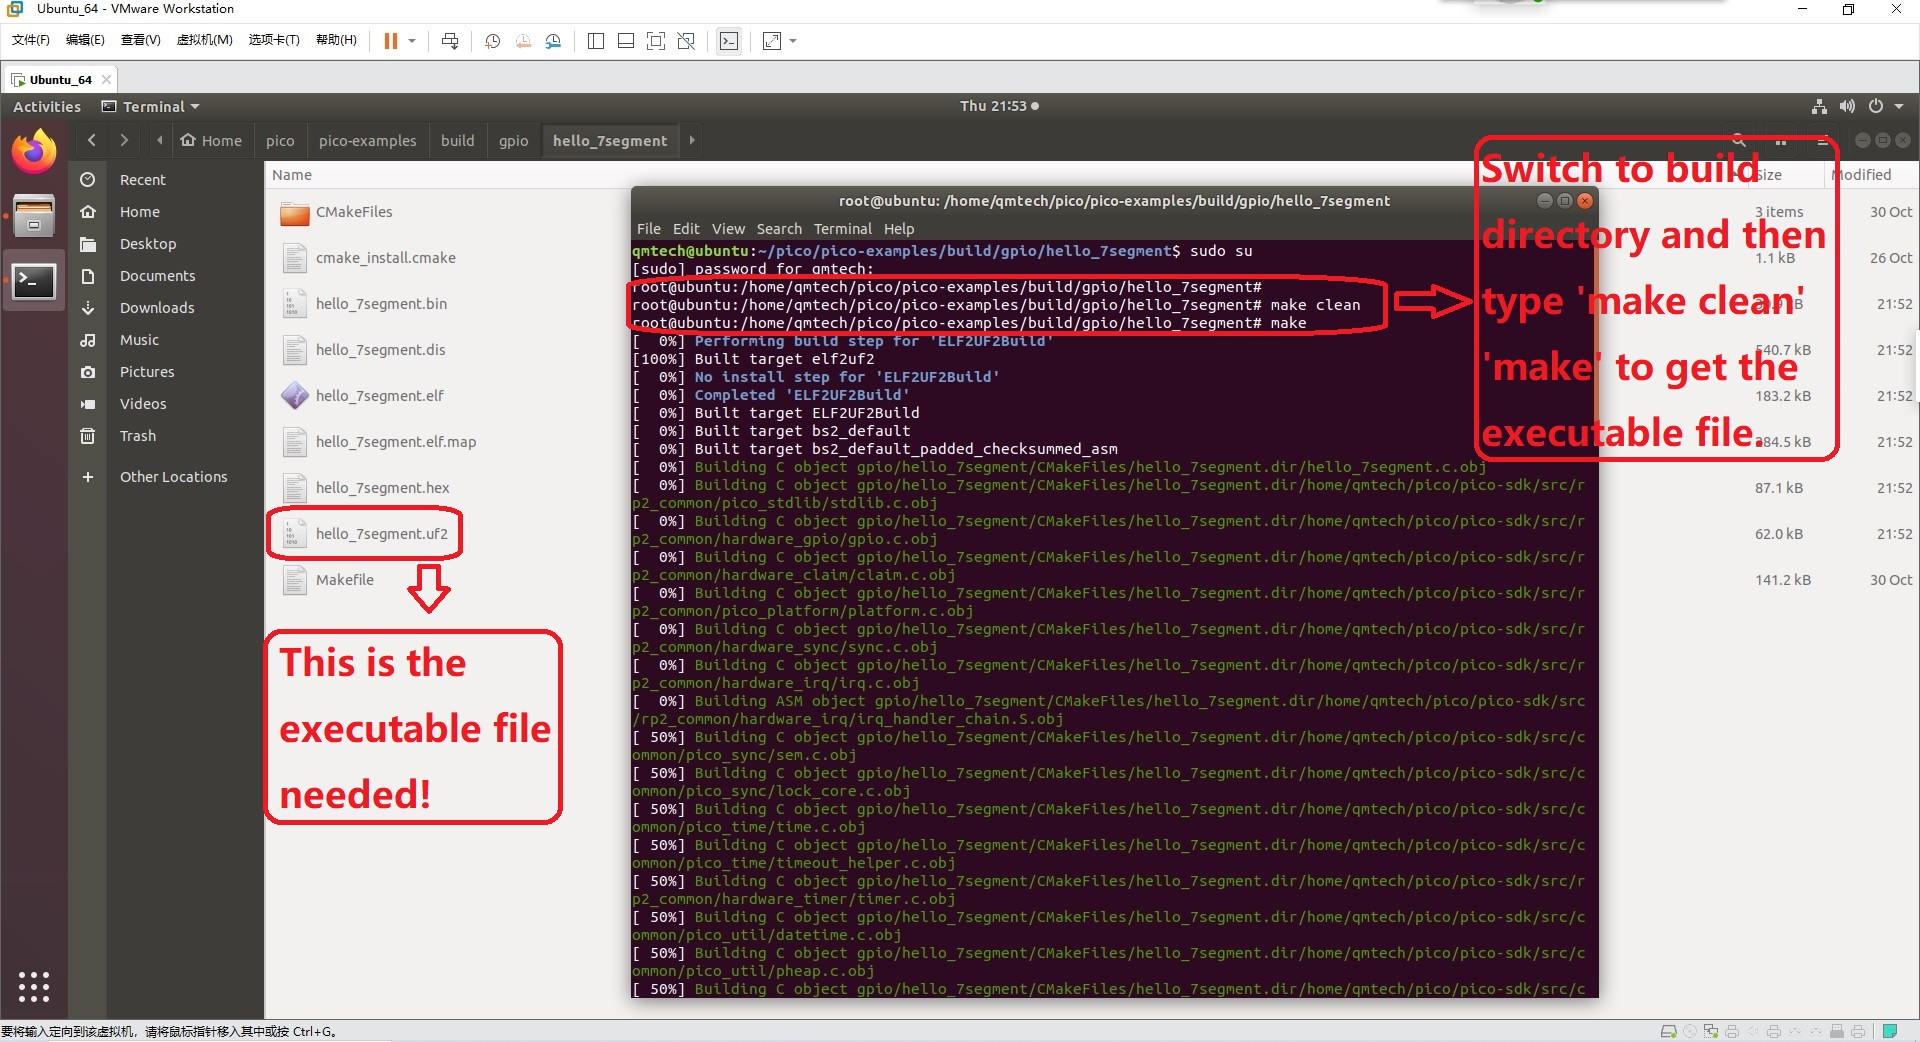 Ubuntu_64 - VMware Workstation
文件(F) 编辑(E) 查看(V) 虚拟机(M) 选项卡(T) 帮助(H)
Ubuntu_64
Activities Terminal Thu 21:53
Home pico pico-examples build gpio hello_7segment
Recent
Home
Desktop
Documents
Downloads
Music
Pictures
Videos
Trash
Other Locations
Name Size Modified
CMakeFiles 3 items 30 Oct
cmake_install.cmake 1.1 kB 26 Oct
hello_7segment.bin 21:52
hello_7segment.dis 540.7 kB 21:52
hello_7segment.elf 183.2 kB 21:52
hello_7segment.elf.map 384.5 kB 21:52
hello_7segment.hex 87.1 kB 21:52
hello_7segment.uf2 62.0 kB 21:52
Makefile 141.2 kB 30 Oct
This is the
executable file
needed!
root@ubuntu: /home/qmtech/pico/pico-examples/build/gpio/hello_7segment
File Edit View Search Terminal Help
qmtech@ubuntu:~/pico/pico-examples/build/gpio/hello_7segment$ sudo su
[sudo] password for qmtech:
root@ubuntu:/home/qmtech/pico/pico-examples/build/gpio/hello_7segment#
root@ubuntu:/home/qmtech/pico/pico-examples/build/gpio/hello_7segment# make clean
root@ubuntu:/home/qmtech/pico/pico-examples/build/gpio/hello_7segment# make
[  0%] Performing build step for 'ELF2UF2Build'
[100%] Built target elf2uf2
[  0%] No install step for 'ELF2UF2Build'
[  0%] Completed 'ELF2UF2Build'
[  0%] Built target ELF2UF2Build
[  0%] Built target bs2_default
[  0%] Built target bs2_default_padded_checksummed_asm
[  0%] Building C object gpio/hello_7segment/CMakeFiles/hello_7segment.dir/hello_7segment.c.obj
[  0%] Building C object gpio/hello_7segment/CMakeFiles/hello_7segment.dir/home/qmtech/pico/pico-sdk/src/r
p2_common/pico_stdlib/stdlib.c.obj
[  0%] Building C object gpio/hello_7segment/CMakeFiles/hello_7segment.dir/home/qmtech/pico/pico-sdk/src/r
p2_common/hardware_gpio/gpio.c.obj
[  0%] Building C object gpio/hello_7segment/CMakeFiles/hello_7segment.dir/home/qmtech/pico/pico-sdk/src/r
p2_common/hardware_claim/claim.c.obj
[  0%] Building C object gpio/hello_7segment/CMakeFiles/hello_7segment.dir/home/qmtech/pico/pico-sdk/src/r
p2_common/pico_platform/platform.c.obj
[  0%] Building C object gpio/hello_7segment/CMakeFiles/hello_7segment.dir/home/qmtech/pico/pico-sdk/src/r
p2_common/hardware_sync/sync.c.obj
[  0%] Building C object gpio/hello_7segment/CMakeFiles/hello_7segment.dir/home/qmtech/pico/pico-sdk/src/r
p2_common/hardware_irq/irq.c.obj
[  0%] Building ASM object gpio/hello_7segment/CMakeFiles/hello_7segment.dir/home/qmtech/pico/pico-sdk/src
/rp2_common/hardware_irq/irq_handler_chain.S.obj
[ 50%] Building C object gpio/hello_7segment/CMakeFiles/hello_7segment.dir/home/qmtech/pico/pico-sdk/src/c
ommon/pico_sync/sem.c.obj
[ 50%] Building C object gpio/hello_7segment/CMakeFiles/hello_7segment.dir/home/qmtech/pico/pico-sdk/src/c
ommon/pico_sync/lock_core.c.obj
[ 50%] Building C object gpio/hello_7segment/CMakeFiles/hello_7segment.dir/home/qmtech/pico/pico-sdk/src/c
ommon/pico_time/time.c.obj
[ 50%] Building C object gpio/hello_7segment/CMakeFiles/hello_7segment.dir/home/qmtech/pico/pico-sdk/src/c
ommon/pico_time/timeout_helper.c.obj
[ 50%] Building C object gpio/hello_7segment/CMakeFiles/hello_7segment.dir/home/qmtech/pico/pico-sdk/src/r
p2_common/hardware_timer/timer.c.obj
[ 50%] Building C object gpio/hello_7segment/CMakeFiles/hello_7segment.dir/home/qmtech/pico/pico-sdk/src/c
ommon/pico_util/datetime.c.obj
[ 50%] Building C object gpio/hello_7segment/CMakeFiles/hello_7segment.dir/home/qmtech/pico/pico-sdk/src/c
ommon/pico_util/pheap.c.obj
[ 50%] Building C object gpio/hello_7segment/CMakeFiles/hello_7segment.dir/home/qmtech/pico/pico-sdk/src/c
Switch to build
directory and then
type 'make clean'
'make' to get the
executable file.
要将输入定向到该虚拟机，请将鼠标指针移入其中或按 Ctrl+G。